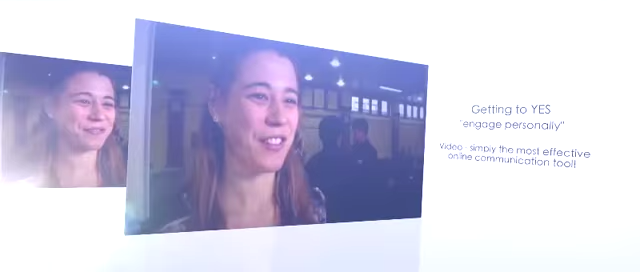 Getting to YES
"engage personally"
Video - simply the most effective
online communication tool!